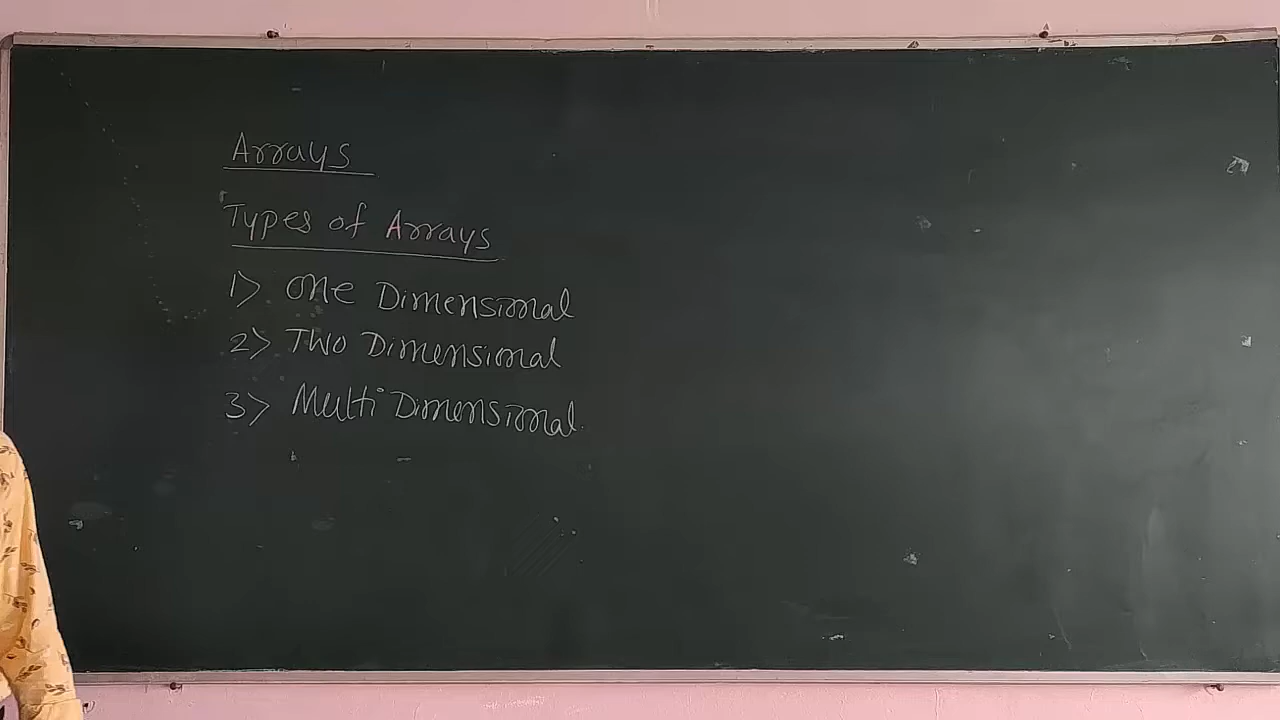 Arrays
Types of Arrays
1> One Dimensional
2> Two Dimensional
3> Multi Dimensional.